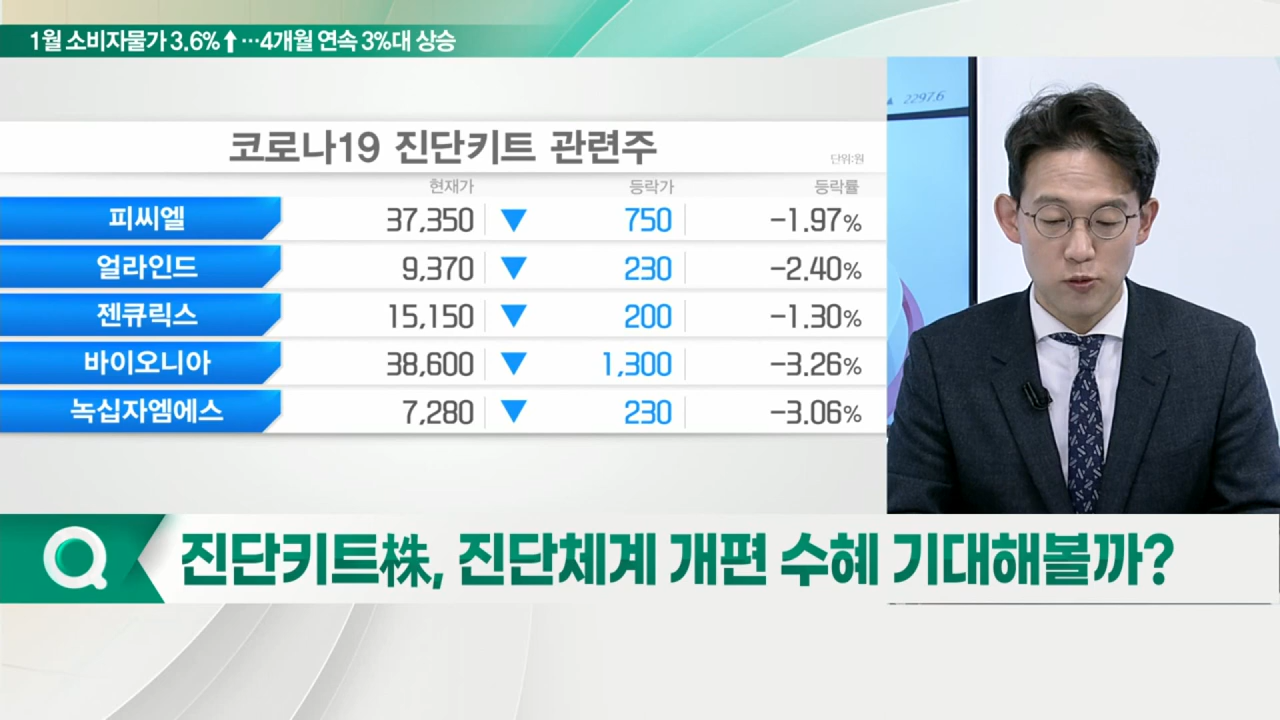 1월 소비자물가 3.6%⬆…4개월 연속 3%대 상승
▲ 2297.6
코로나19 진단키트 관련주
단위:원
현재가 등락가 등락률
피씨엘 37,350 ▼ 750 -1.97%
얼라인드 9,370 ▼ 230 -2.40%
젠큐릭스 15,150 ▼ 200 -1.30%
바이오니아 38,600 ▼ 1,300 -3.26%
녹십자엠에스 7,280 ▼ 230 -3.06%
Q 진단키트株, 진단체계 개편 수혜 기대해볼까?